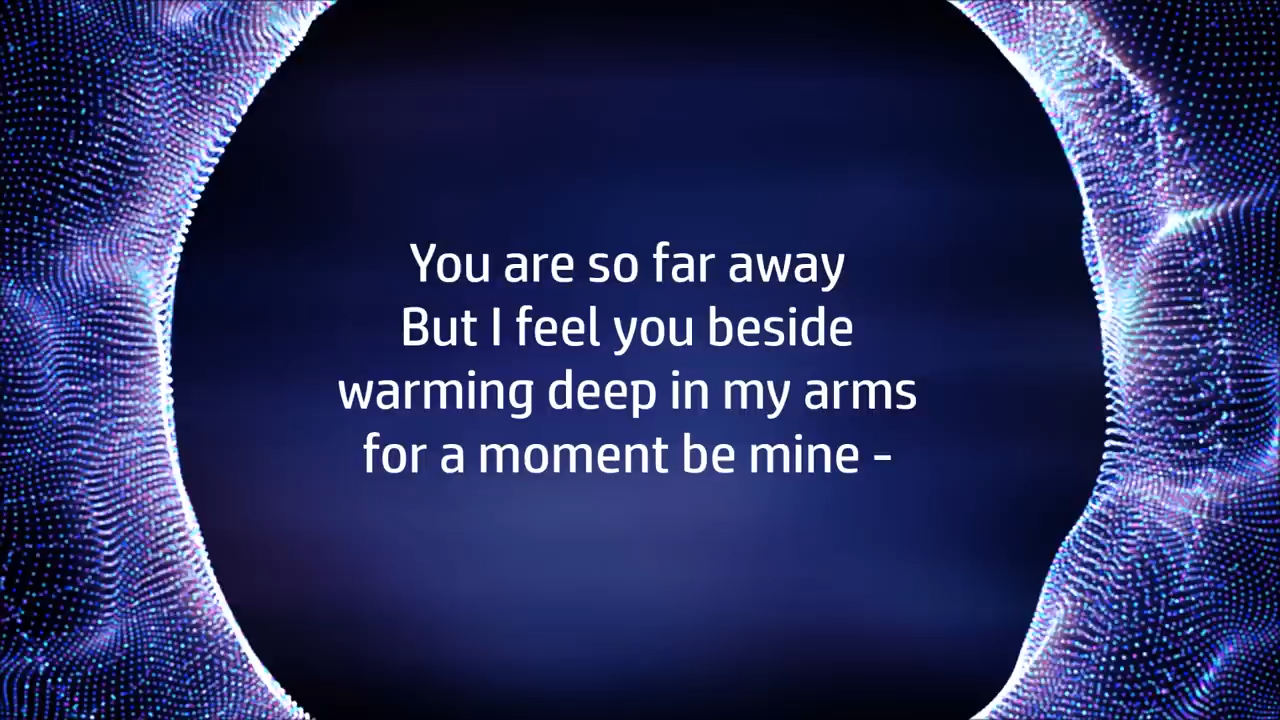 You are so far away
But I feel you beside
warming deep in my arms
for a moment be mine -